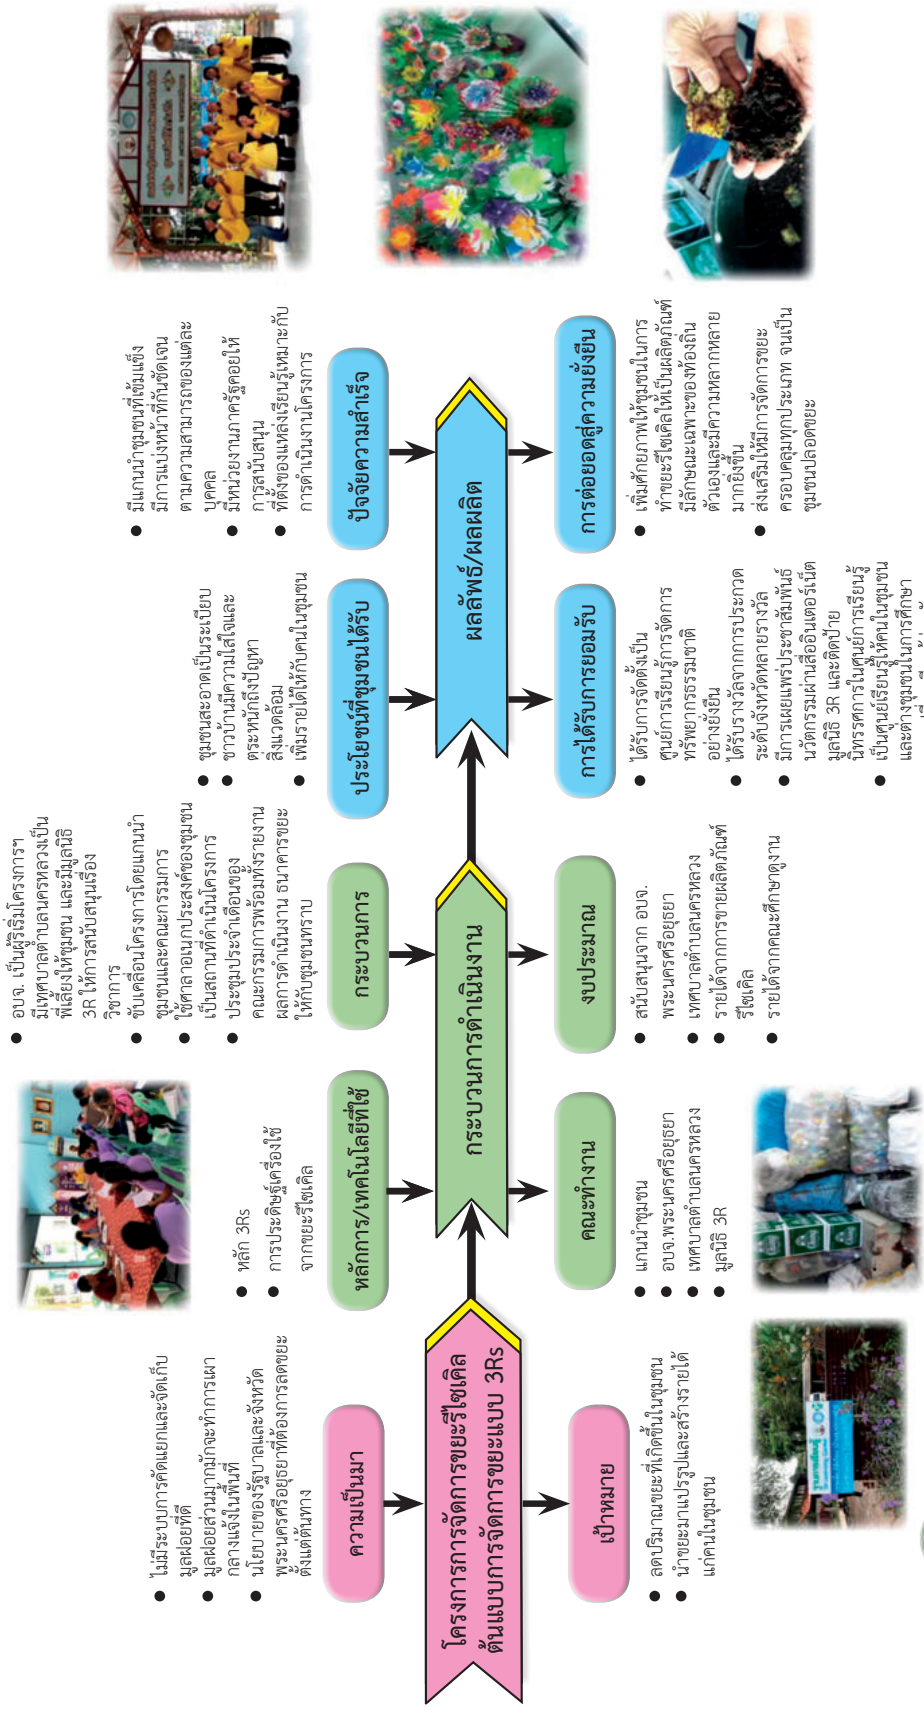 ความเป็นมา
● ไม่มีระบบการคัดแยกและจัดเก็บ
มูลฝอยที่ดี
● มูลฝอยส่วนมากมักจะทำการเผา
กลางแจ้งในพื้นที่
● นโยบายของรัฐบาลและจังหวัด
พระนครศรีอยุธยาที่ต้องการลดขยะ
ตั้งแต่ต้นทาง
โครงการการจัดการขยะรีไซเคิล
ต้นแบบการจัดการขยะแบบ 3Rs
เป้าหมาย
● ลดปริมาณขยะที่เกิดขึ้นในชุมชน
● นำขยะมาแปรรูปและสร้างรายได้
แก่คนในชุมชน
หลักการ/เทคโนโลยีที่ใช้
● หลัก 3Rs
● การประดิษฐ์เครื่องใช้
จากขยะรีไซเคิล
กระบวนการ
● อบจ. เป็นผู้ริเริ่มโครงการฯ
มีเทศบาลตำบลนครหลวงเป็น
พี่เลี้ยงให้ชุมชน และมีมูลนิธิ
3R ให้การสนับสนุนเรื่อง
วิชาการ
● ขับเคลื่อนโครงการโดยแกนนำ
ชุมชนและคณะกรรมการ
● ใช้ศาลาอเนกประสงค์ของชุมชน
เป็นสถานที่ดำเนินโครงการ
● ประชุมประจำเดือนของ
คณะกรรมการพร้อมทั้งรายงาน
ผลการดำเนินงาน ธนาคารขยะ
ให้กับชุมชนทราบ
กระบวนการดำเนินงาน
คณะทำงาน
● แกนนำชุมชน
● อบจ.พระนครศรีอยุธยา
● เทศบาลตำบลนครหลวง
● มูลนิธิ 3R
งบประมาณ
● สนับสนุนจาก อบจ.
พระนครศรีอยุธยา
● เทศบาลตำบลนครหลวง
● รายได้จากการขายผลิตภัณฑ์
รีไซเคิล
● รายได้จากคณะศึกษาดูงาน
ประโยชน์ที่ชุมชนได้รับ
● ชุมชนสะอาดเป็นระเบียบ
● ชาวบ้านมีความใส่ใจและ
ตระหนักถึงปัญหา
สิ่งแวดล้อม
● เพิ่มรายได้ให้กับคนในชุมชน
ปัจจัยความสำเร็จ
● มีแกนนำชุมชนที่เข้มแข็ง
มีการแบ่งหน้าที่กันชัดเจน
ตามความสามารถของแต่ละ
บุคคล
● มีหน่วยงานภาครัฐคอยให้
การสนับสนุน
● ที่ตั้งของแหล่งเรียนรู้เหมาะกับ
การดำเนินงานโครงการ
ผลลัพธ์/ผลผลิต
การได้รับการยอมรับ
● ได้รับการจัดตั้งเป็น
ศูนย์การเรียนรู้การจัดการ
ทรัพยากรธรรมชาติ
อย่างยั่งยืน
● ได้รับรางวัลจากการประกวด
ระดับจังหวัดหลายรางวัล
● มีการเผยแพร่ประชาสัมพันธ์
นวัตกรรมผ่านสื่ออินเตอร์เน็ต
มูลนิธิ 3R และติดป้าย
นิทรรศการในศูนย์การเรียนรู้
● เป็นศูนย์เรียนรู้ให้คนในชุมชน
และต่างชุมชนในการศึกษา
การต่อยอดสู่ความยั่งยืน
● เพิ่มศักยภาพให้ชุมชนในการ
ทำขยะรีไซเคิลให้เป็นผลิตภัณฑ์
มีลักษณะเฉพาะของท้องถิ่น
ตัวเองและมีความหลากหลาย
มากยิ่งขึ้น
● ส่งเสริมให้มีการจัดการขยะ
ครอบคลุมทุกประเภท จนเป็น
ชุมชนปลอดขยะ